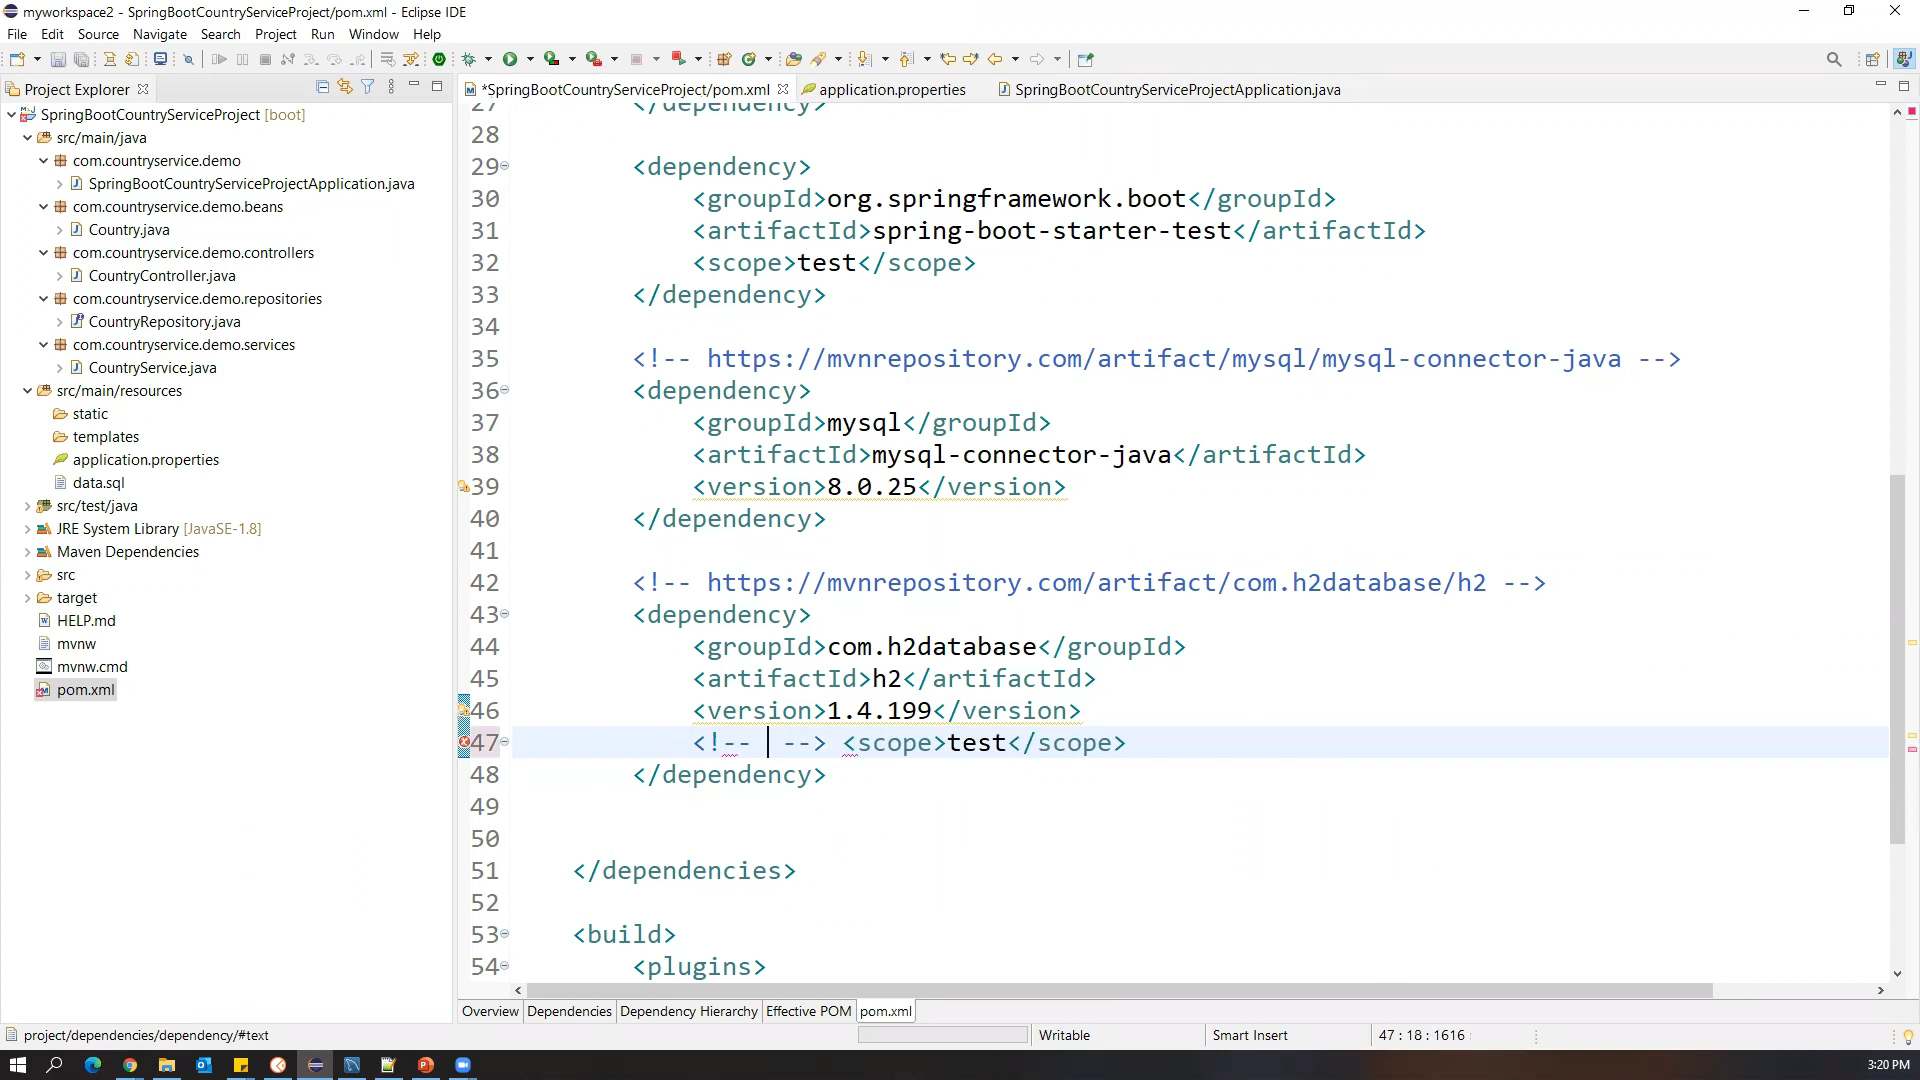 myworkspace2 - SpringBootCountryServiceProject/pom.xml - Eclipse IDE
File Edit Source Navigate Search Project Run Window Help
Project Explorer
*SpringBootCountryServiceProject/pom.xml application.properties SpringBootCountryServiceProjectApplication.java
SpringBootCountryServiceProject [boot]
src/main/java
com.countryservice.demo
SpringBootCountryServiceProjectApplication.java
com.countryservice.demo.beans
Country.java
com.countryservice.demo.controllers
CountryController.java
com.countryservice.demo.repositories
CountryRepository.java
com.countryservice.demo.services
CountryService.java
src/main/resources
static
templates
application.properties
data.sql
src/test/java
JRE System Library [JavaSE-1.8]
Maven Dependencies
src
target
HELP.md
mvnw
mvnw.cmd
pom.xml
27 </dependency>
28
29 <dependency>
30 <groupId>org.springframework.boot</groupId>
31 <artifactId>spring-boot-starter-test</artifactId>
32 <scope>test</scope>
33 </dependency>
34
35 <!-- https://mvnrepository.com/artifact/mysql/mysql-connector-java -->
36 <dependency>
37 <groupId>mysql</groupId>
38 <artifactId>mysql-connector-java</artifactId>
39 <version>8.0.25</version>
40 </dependency>
41
42 <!-- https://mvnrepository.com/artifact/com.h2database/h2 -->
43 <dependency>
44 <groupId>com.h2database</groupId>
45 <artifactId>h2</artifactId>
46 <version>1.4.199</version>
47 <!-- --> <scope>test</scope>
48 </dependency>
49
50
51 </dependencies>
52
53 <build>
54 <plugins>
Overview Dependencies Dependency Hierarchy Effective POM pom.xml
project/dependencies/dependency/#text Writable Smart Insert 47 : 18 : 1616
3:20 PM